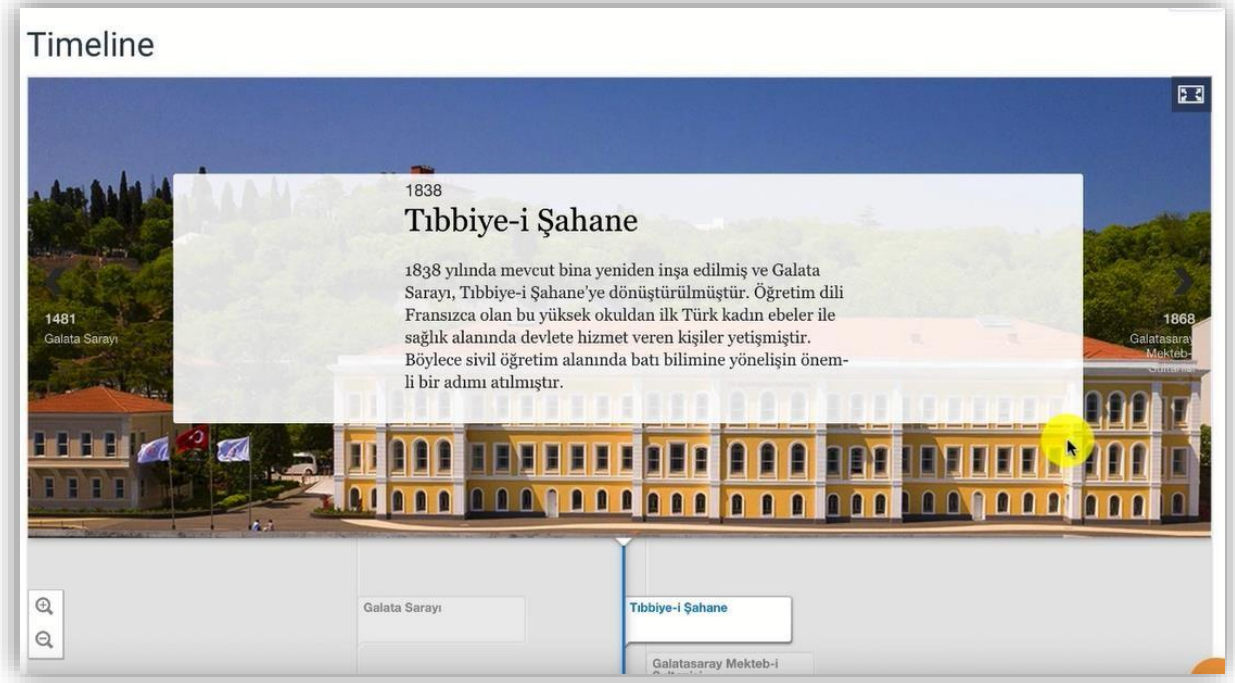 Timeline
1838
Tıbbiye-i Şahane
1838 yılında mevcut bina yeniden inşa edilmiş ve Galata
Sarayı, Tıbbiye-i Şahane'ye dönüştürülmüştür. Öğretim dili
Fransızca olan bu yüksek okuldan ilk Türk kadın ebeler ile
sağlık alanında devlete hizmet veren kişiler yetişmiştir.
Böylece sivil öğretim alanında batı bilimine yönelişin önem-
li bir adımı atılmıştır.
1481
Galata Sarayı
1868
Galatasaray
Mekteb-i
Sultanisi
Galata Sarayı
Tıbbiye-i Şahane
Galatasaray Mekteb-i